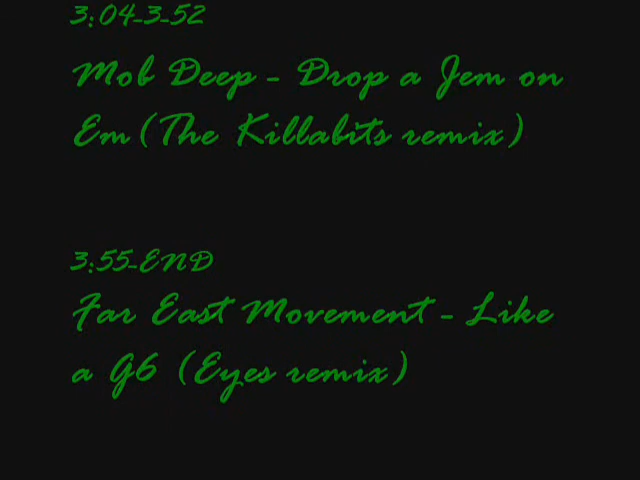 3:04-3-52
Mob Deep - Drop a Jem on
Em (The Killabits remix)
3:55-END
Far East Movement - Like
a G6 (Eyes remix)